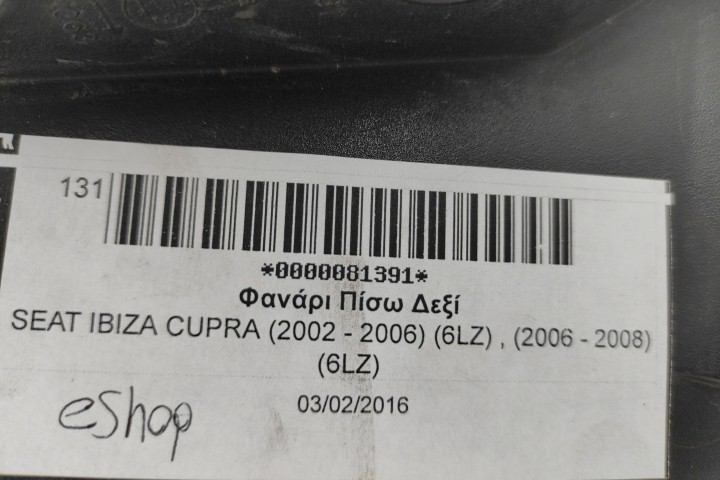 131
*0000081391*
Φανάρι Πίσω Δεξί
SEAT IBIZA CUPRA (2002 - 2006) (6LZ) , (2006 - 2008)
(6LZ)
03/02/2016
eShop